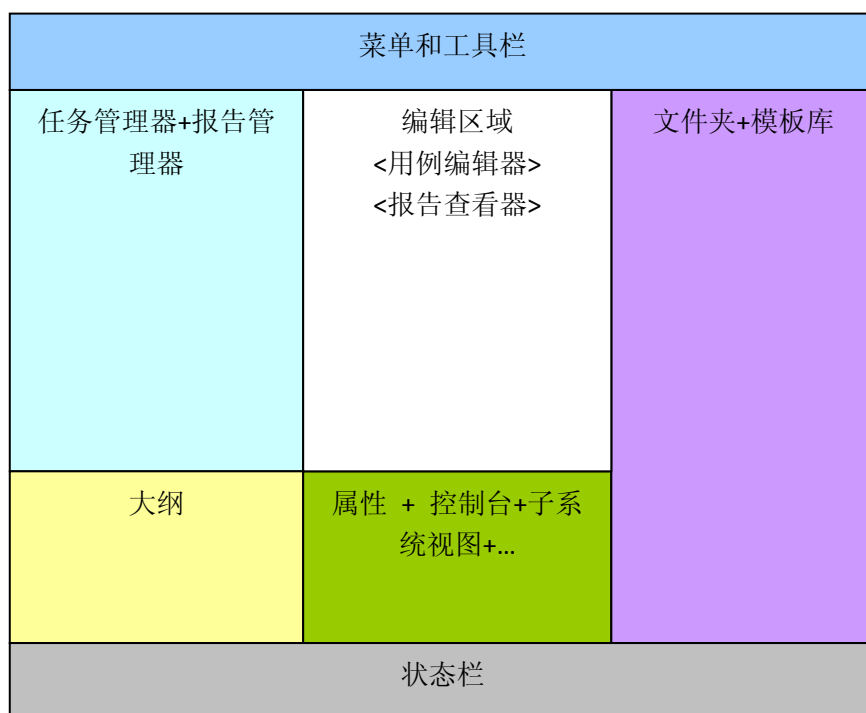 菜单和工具栏
任务管理器+报告管
理器
编辑区域
<用例编辑器>
<报告查看器>
文件夹+模板库
大纲
属性 + 控制台+子系
统视图+...
状态栏